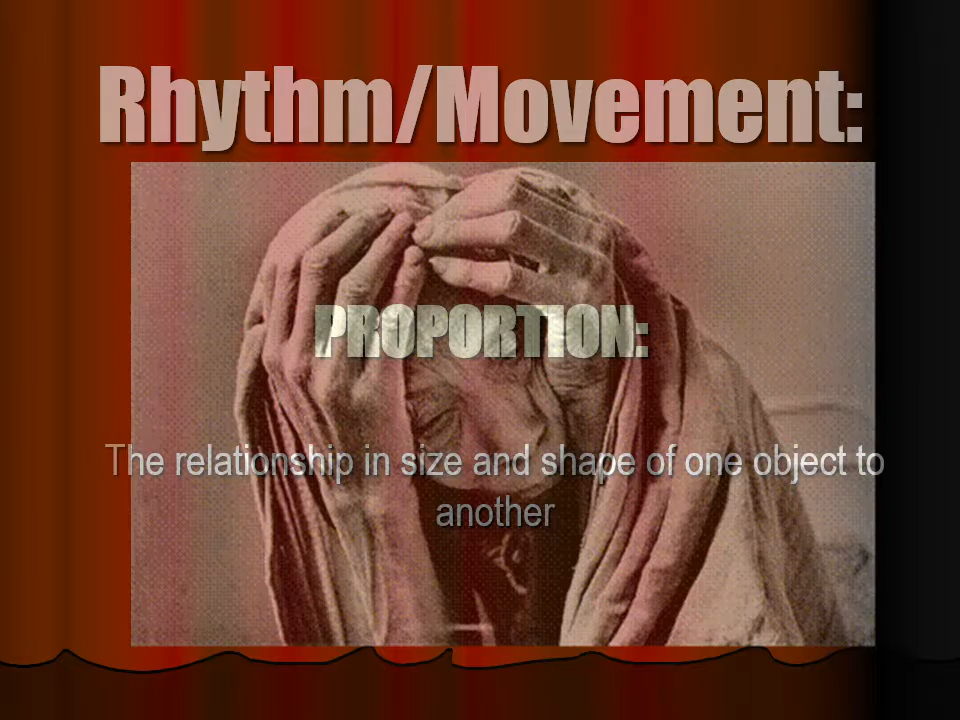 Rhythm/Movement:
PROPORTION:
The relationship in size and shape of one object to
another